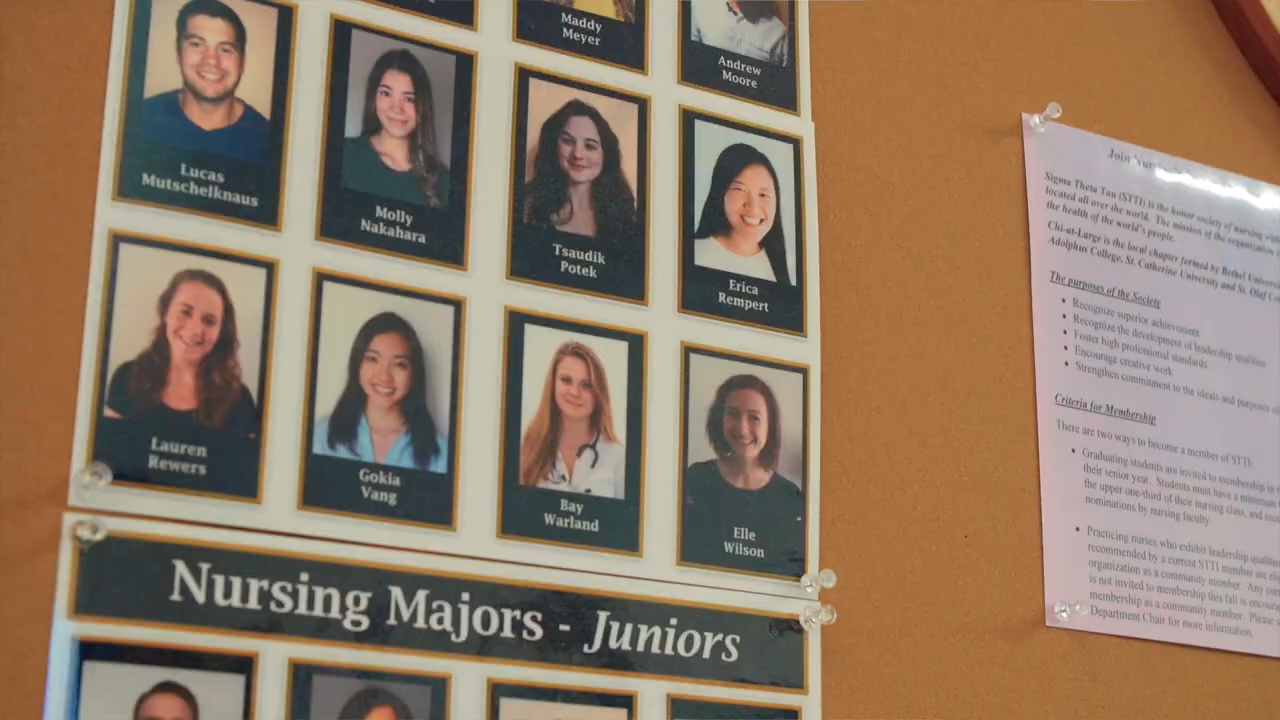 Maddy
Meyer
Andrew
Moore
Lucas
Mutschelknaus
Molly
Nakahara
Tsaudik
Potek
Erica
Rempert
Lauren
Rewers
Gokia
Vang
Bay
Warland
Elle
Wilson
Nursing Majors - Juniors
Join
Sigma Theta Tau (STTI) is the honor society of nursing
located all over the world. The mission of the organization
the health of the world's people.
Chi-at-Large is the local chapter formed by Bethel
Adolphus College, St. Catherine University and St. Olaf
The purposes of the Society
• Recognize superior achievement
• Recognize the development of leadership qualities
• Foster high professional standards
• Encourage creative work
• Strengthen commitment to the ideals and purposes
Criteria for Membership
There are two ways to become a member of STTI:
• Graduating students are invited to membership in
their senior year. Students must have a minimum
the upper one-third of their nursing class, and
nominations by nursing faculty.
• Practicing nurses who exhibit leadership
recommended by a current STTI member are
organization as a community member. Any
is not invited to membership this fall is
membership as a community member. Please
Department Chair for more information.